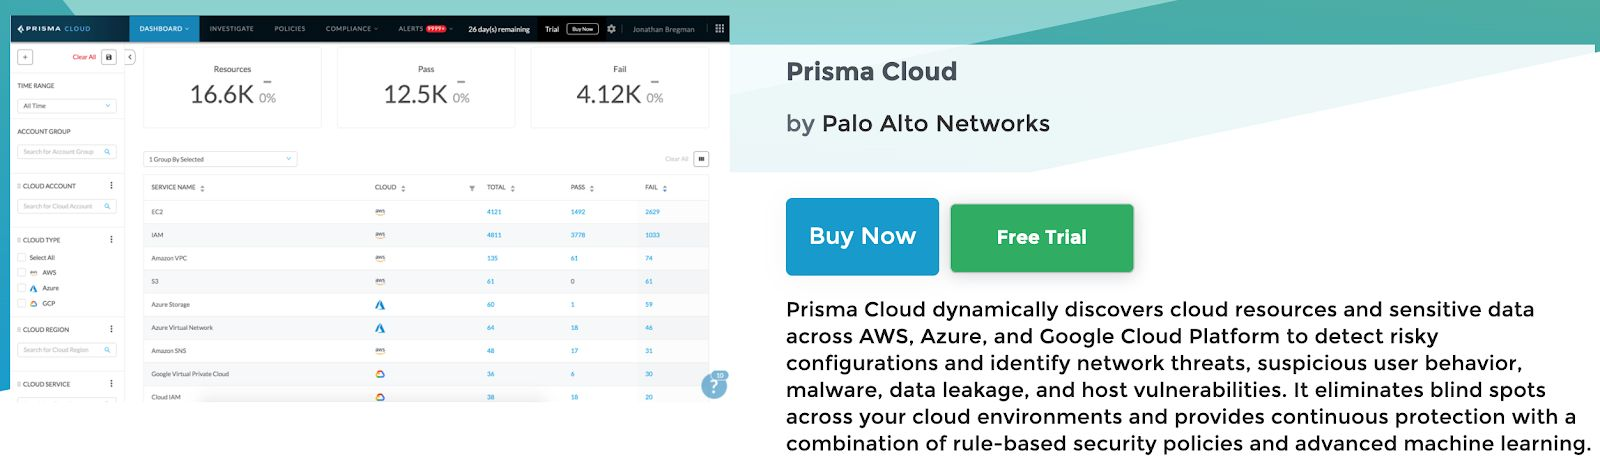 PRISMA CLOUD DASHBOARD INVESTIGATE POLICIES COMPLIANCE ALERTS 9999+ 26 day(s) remaining Trial Buy Now Jonathan Bregman
+ Clear All
TIME RANGE
All Time
ACCOUNT GROUP
Search for Account Group
CLOUD ACCOUNT
Search for Cloud Account
CLOUD TYPE
Select All
aws AWS
Azure
GCP
CLOUD REGION
Search for Cloud Region
CLOUD SERVICE
Resources
16.6K 0%
Pass
12.5K 0%
Fail
4.12K 0%
1 Group By Selected Clear All
SERVICE NAME CLOUD TOTAL PASS FAIL
EC2 aws 4121 1492 2629
IAM aws 4811 3778 1033
Amazon VPC aws 135 61 74
S3 aws 61 0 61
Azure Storage 60 1 59
Azure Virtual Network 64 18 46
Amazon SNS aws 48 17 31
Google Virtual Private Cloud 36 6 30
Cloud IAM 38 18 20
10
?
Prisma Cloud
by Palo Alto Networks
Buy Now Free Trial
Prisma Cloud dynamically discovers cloud resources and sensitive data
across AWS, Azure, and Google Cloud Platform to detect risky
configurations and identify network threats, suspicious user behavior,
malware, data leakage, and host vulnerabilities. It eliminates blind spots
across your cloud environments and provides continuous protection with a
combination of rule-based security policies and advanced machine learning.